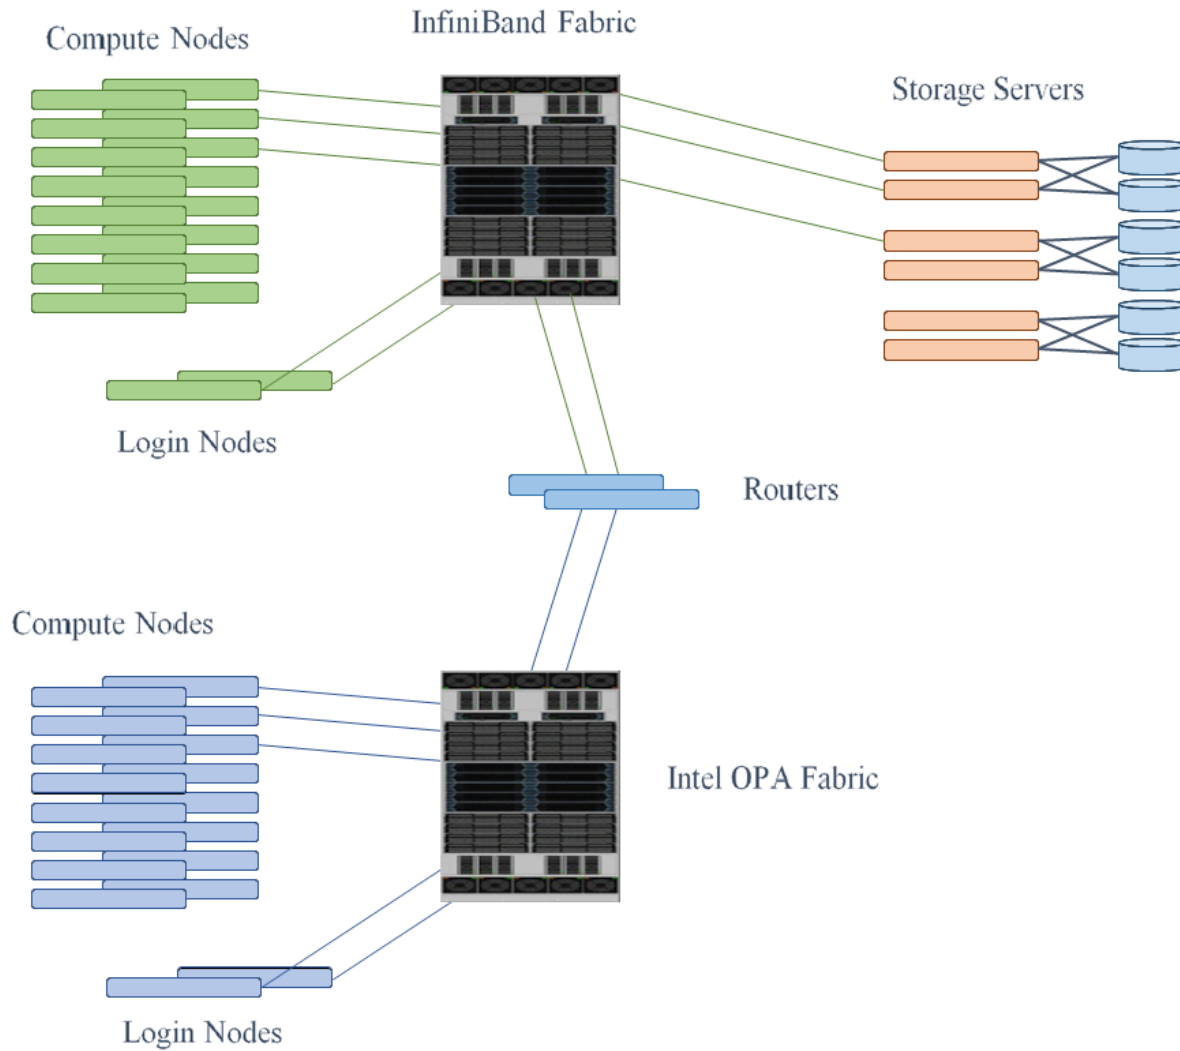 InfiniBand Fabric
Compute Nodes
Storage Servers
Login Nodes
Routers
Compute Nodes
Intel OPA Fabric
Login Nodes